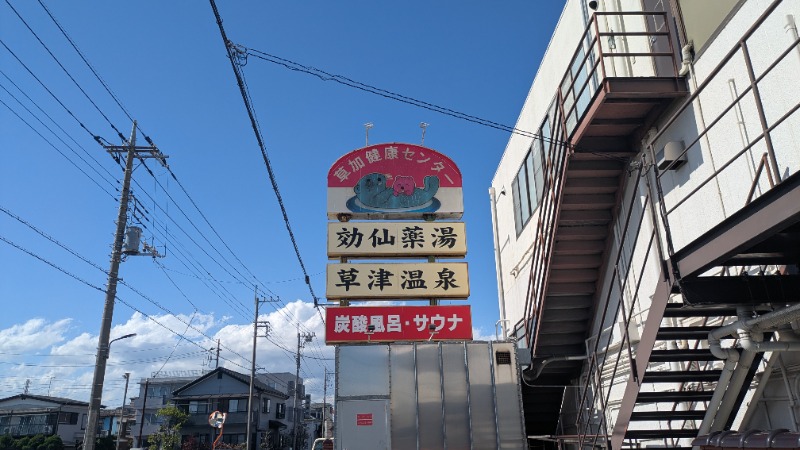 草加健康センター
効仙薬湯
草津温泉
炭酸風呂・サウナ